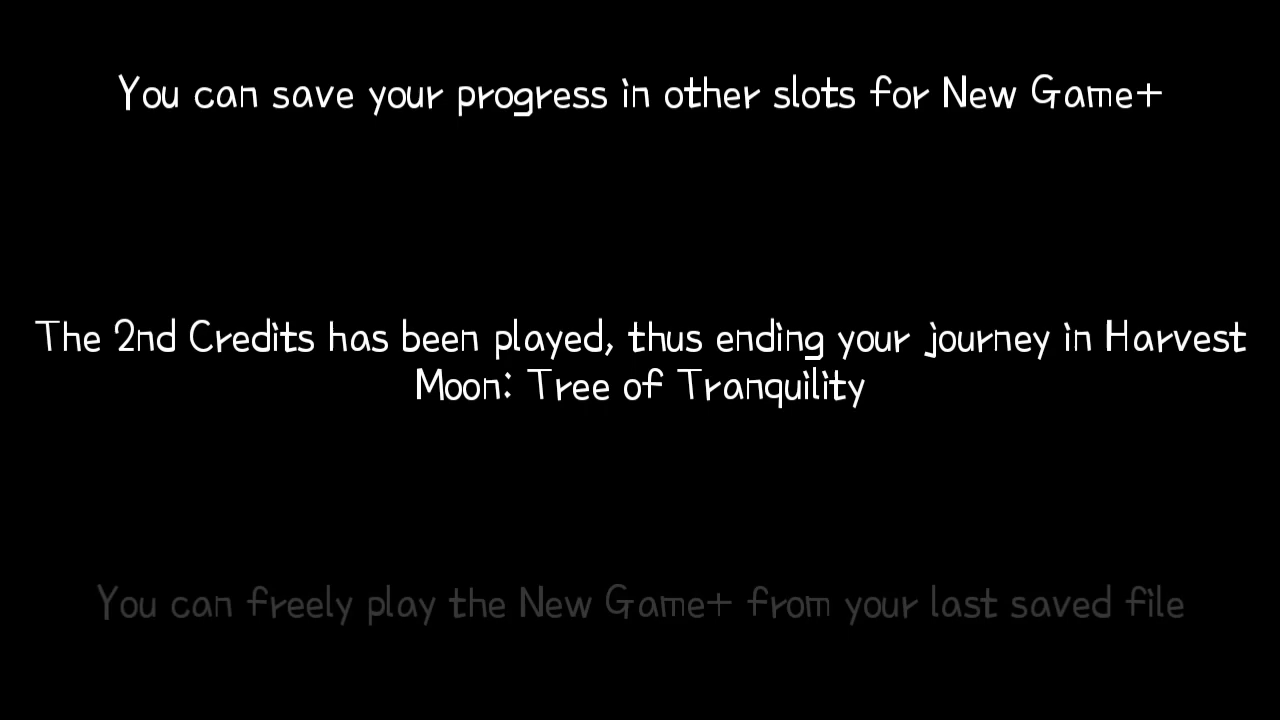 You can save your progress in other slots for New Game+
The 2nd Credits has been played, thus ending your journey in Harvest
Moon: Tree of Tranquility
You can freely play the New Game+ from your last saved file